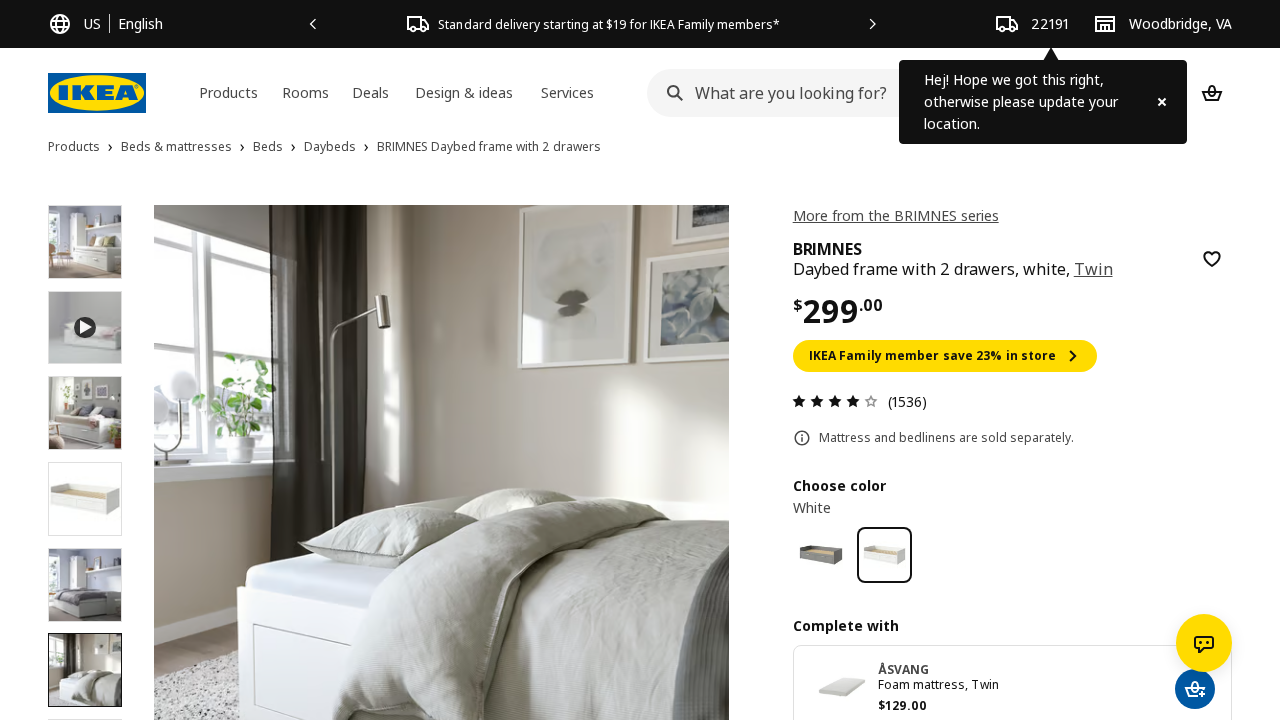 US
English
Standard delivery starting at $19 for IKEA Family members*
22191
Woodbridge, VA
Hej! Hope we got this right,
otherwise please update your
location.
IKEA
Products
Rooms
Deals
Design & ideas
Services
What are you looking for?
Products › Beds & mattresses › Beds › Daybeds › BRIMNES Daybed frame with 2 drawers
More from the BRIMNES series
BRIMNES
Daybed frame with 2 drawers, white, Twin
$299.00
IKEA Family member save 23% in store
(1536)
Mattress and bedlinens are sold separately.
Choose color
White
Complete with
ÅSVANG
Foam mattress, Twin
$129.00